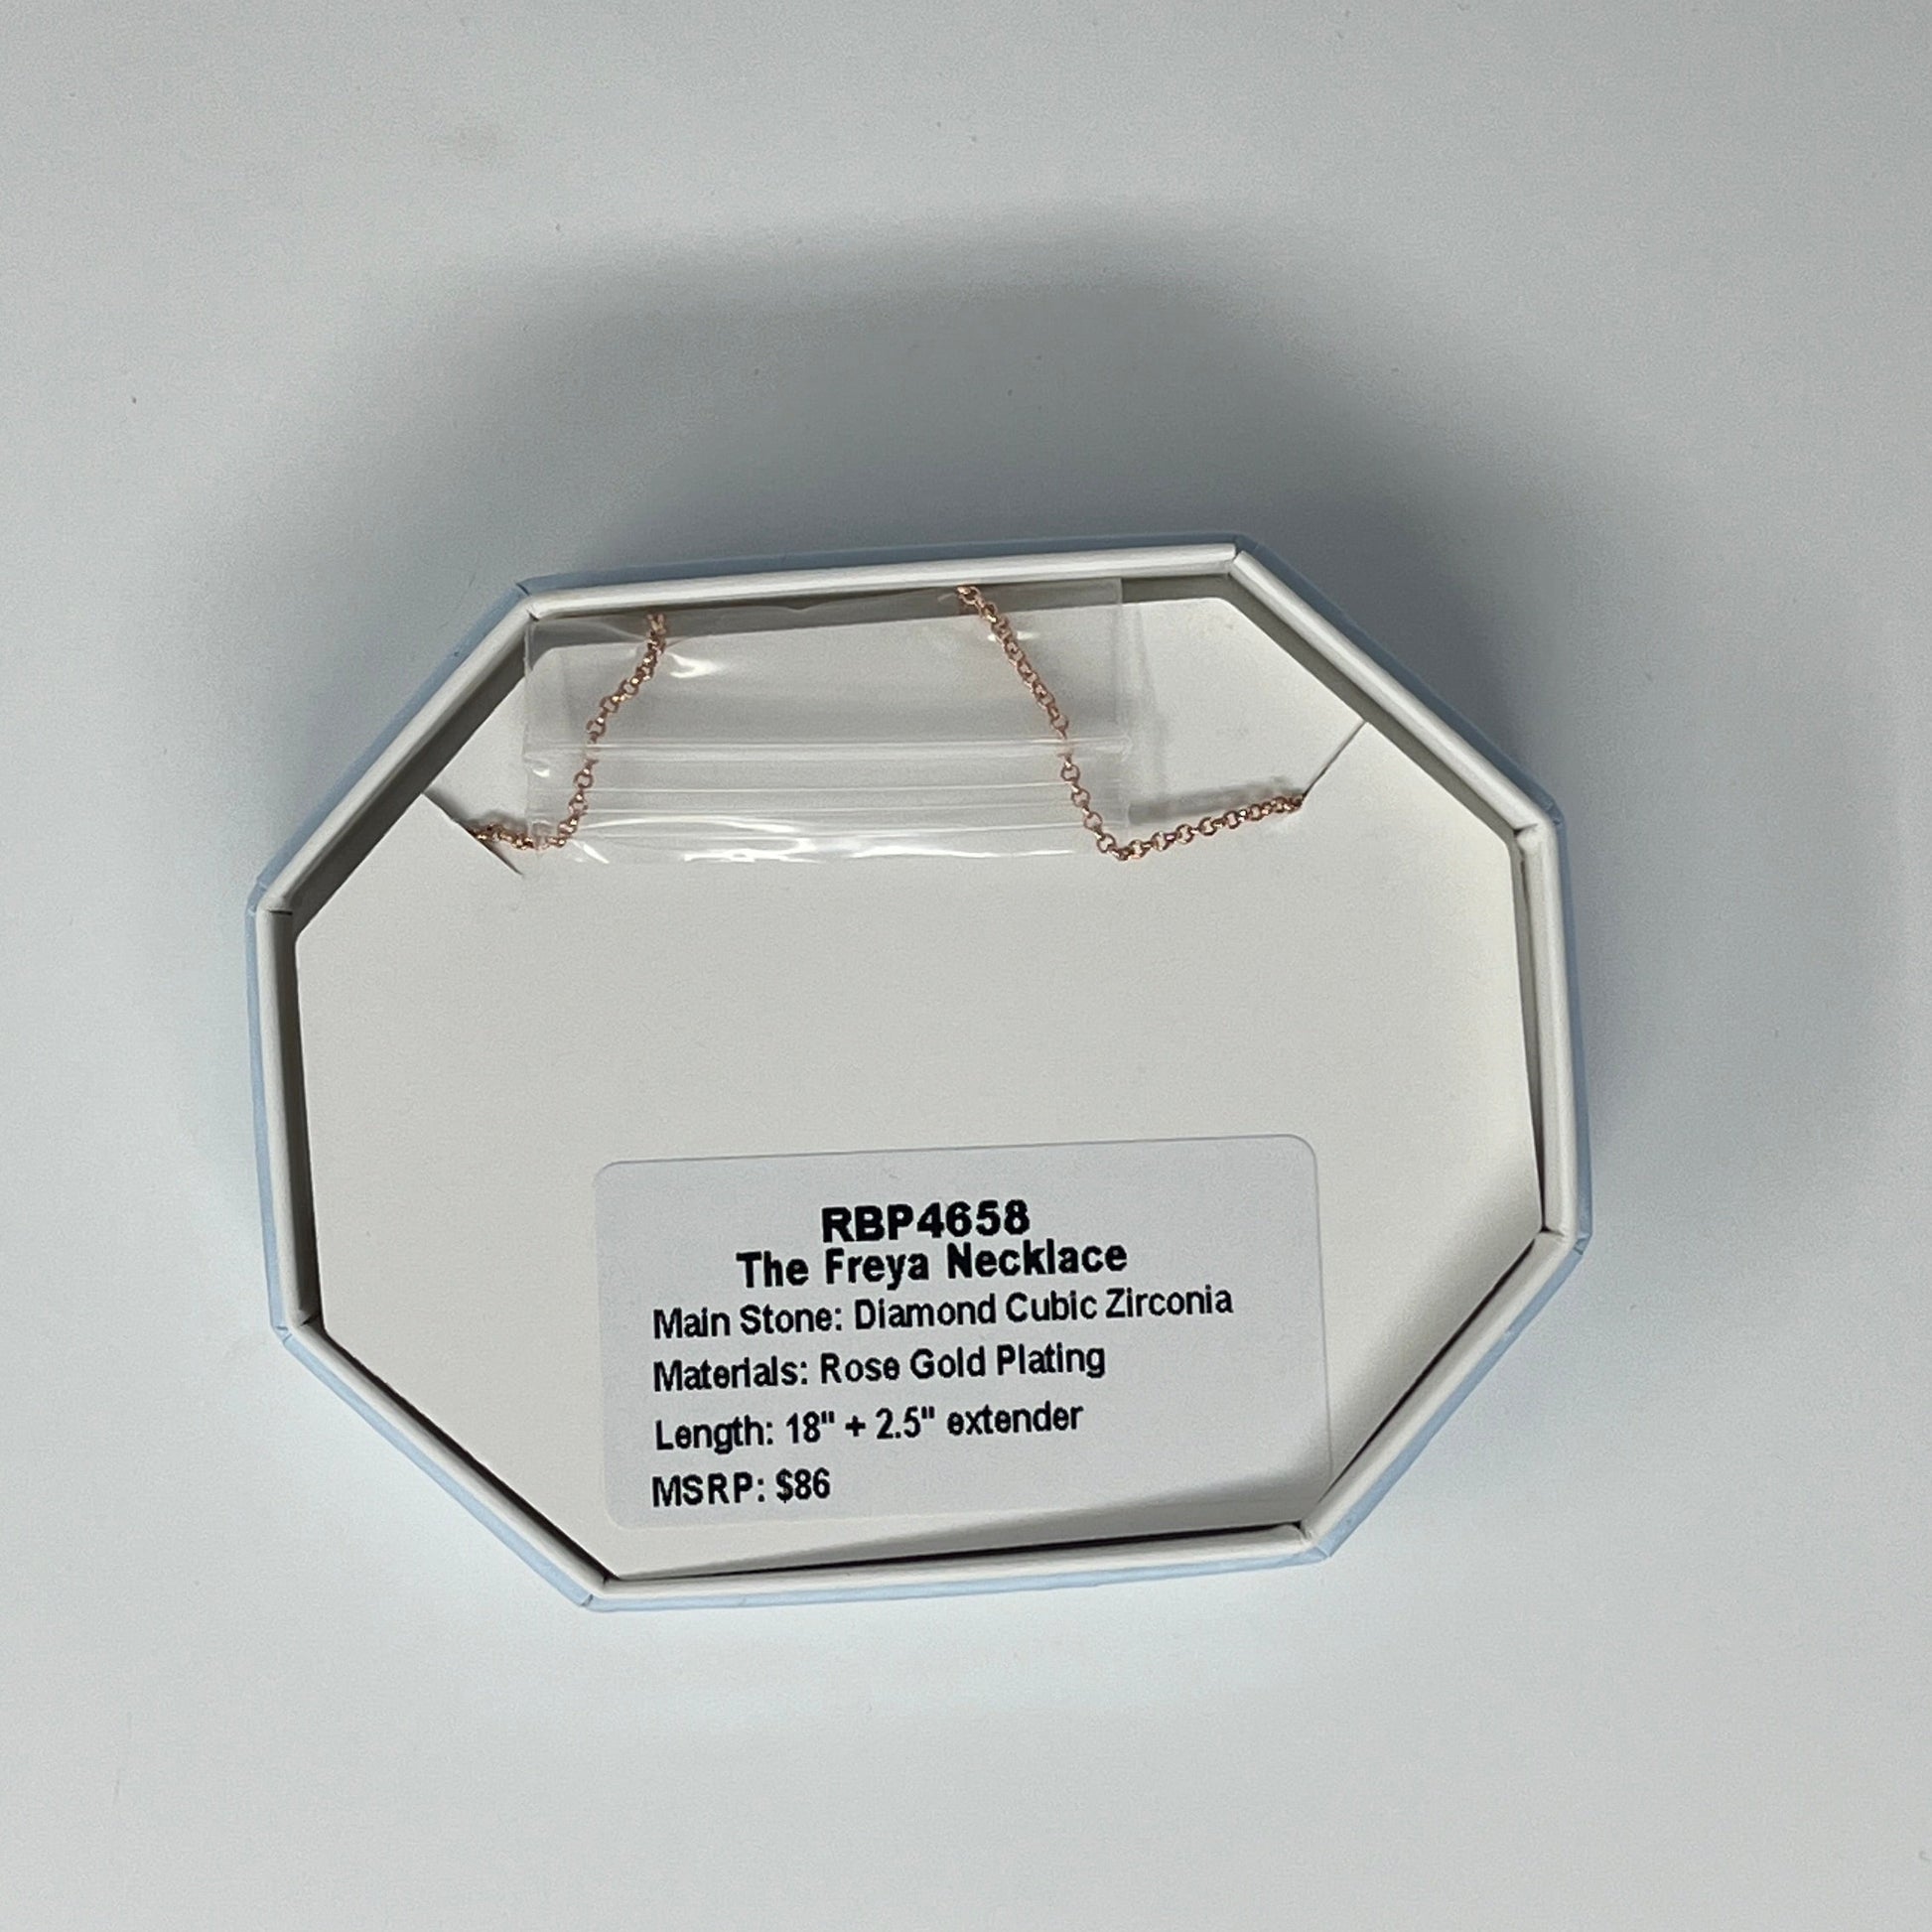 RBP4658
The Freya Necklace
Main Stone: Diamond Cubic Zirconia
Materials: Rose Gold Plating
Length: 18" + 2.5" extender
MSRP: $86